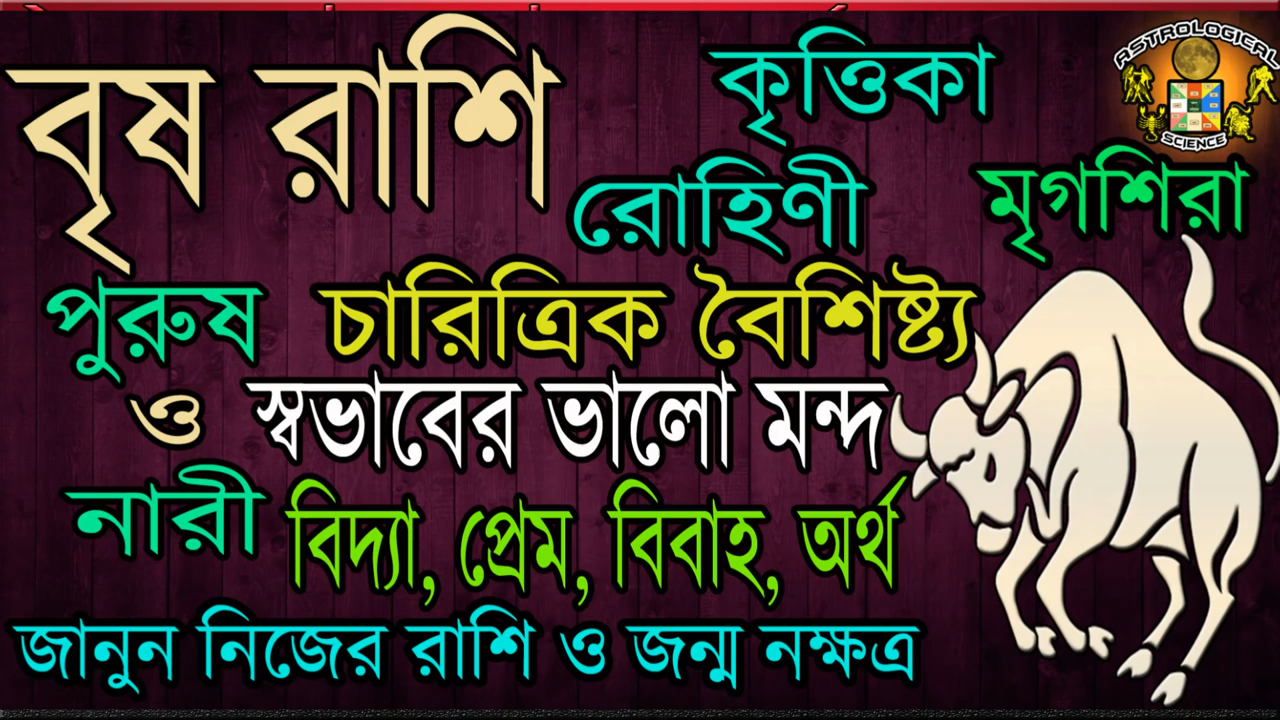 বৃষ রাশি
কৃত্তিকা
ASTROLOGICAL
SCIENCE
রোহিণী
মৃগশিরা
পুরুষ
চারিত্রিক বৈশিষ্ট্য
ও
স্বভাবের ভালো মন্দ
নারী
বিদ্যা, প্রেম, বিবাহ, অর্থ
জানুন নিজের রাশি ও জন্ম নক্ষত্র